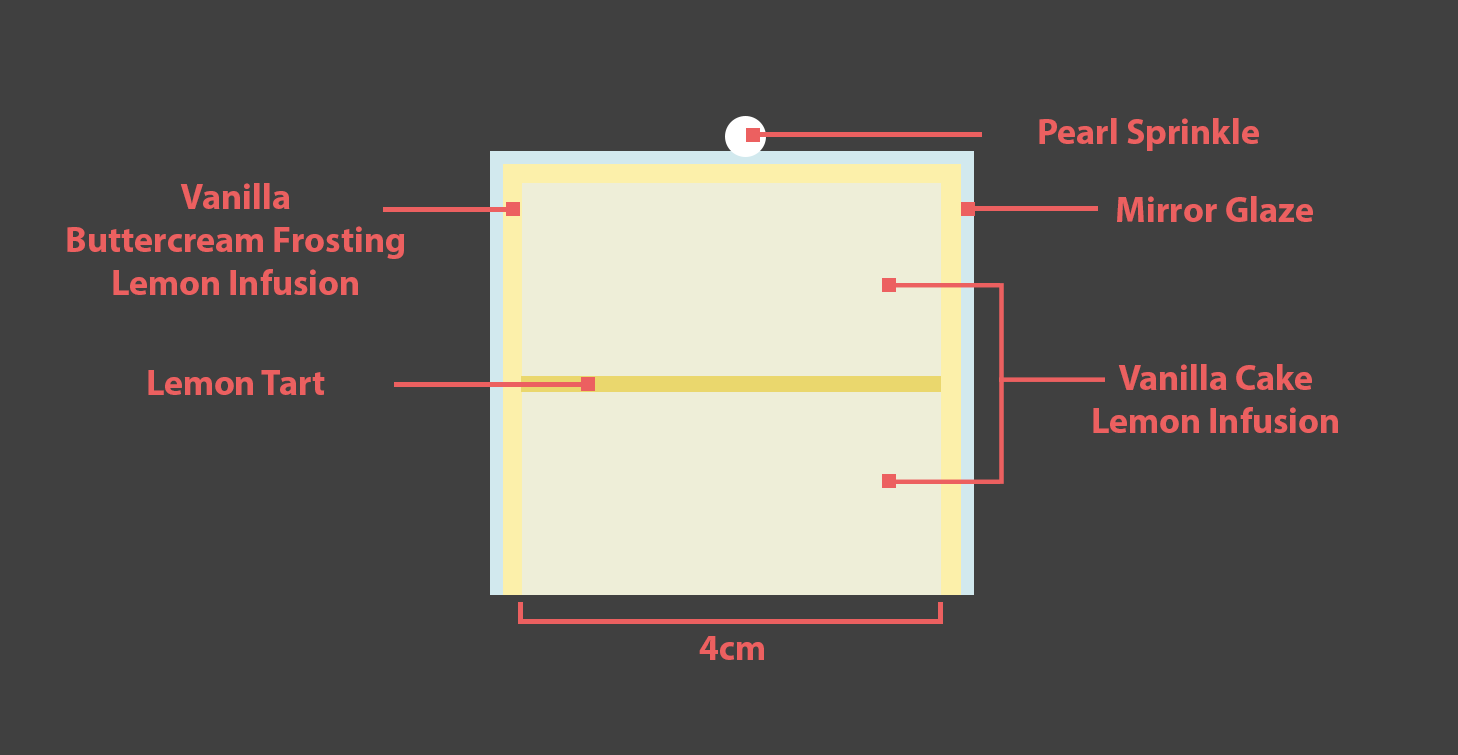 Pearl Sprinkle
Vanilla
Buttercream Frosting
Lemon Infusion
Mirror Glaze
Lemon Tart
Vanilla Cake
Lemon Infusion
4cm